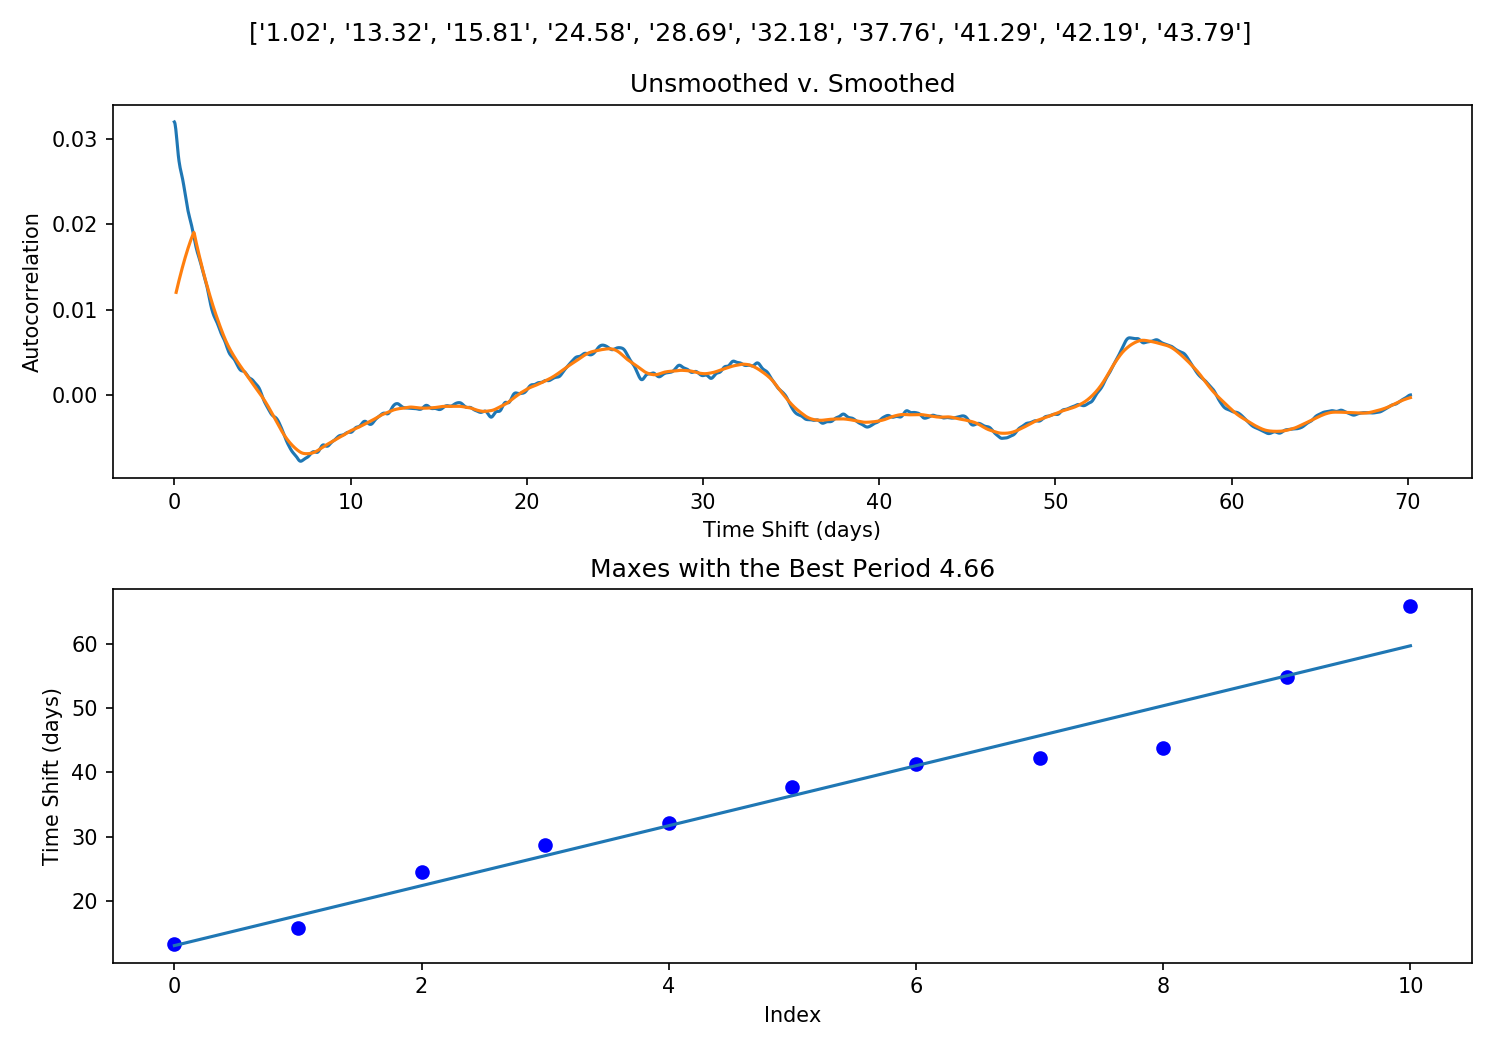 ['1.02', '13.32', '15.81', '24.58', '28.69', '32.18', '37.76', '41.29', '42.19', '43.79']
Unsmoothed v. Smoothed
Autocorrelation
0.03
0.02
0.01
0.00
0 10 20 30 40 50 60 70
Time Shift (days)
Maxes with the Best Period 4.66
Time Shift (days)
60
50
40
30
20
0 2 4 6 8 10
Index